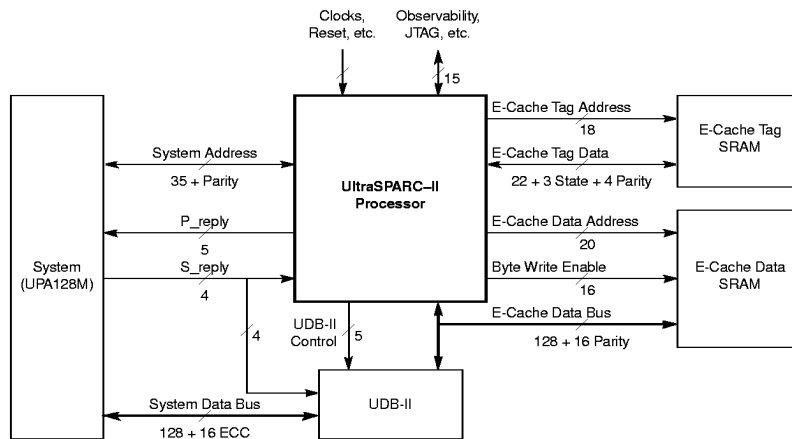 Clocks,
Reset, etc.
Observability,
JTAG, etc.
15
E-Cache Tag Address
18
E-Cache Tag
SRAM
System Address
35 + Parity
E-Cache Tag Data
22 + 3 State + 4 Parity
UltraSPARC–II
Processor
P_reply
5
E-Cache Data Address
20
System
(UPA128M)
S_reply
4
Byte Write Enable
16
E-Cache Data
SRAM
4
UDB-II
Control
5
E-Cache Data Bus
128 + 16 Parity
System Data Bus
128 + 16 ECC
UDB-II